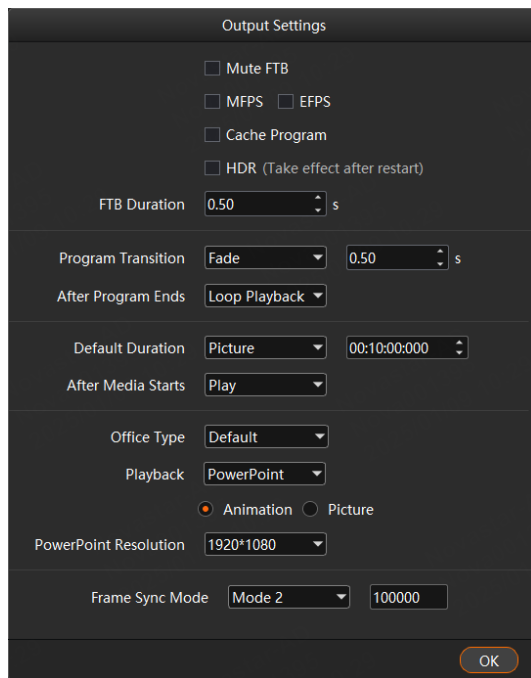 Output Settings
Mute FTB
MFPS EFPS
Cache Program
HDR (Take effect after restart)
FTB Duration 0.50 s
Program Transition Fade 0.50 s
After Program Ends Loop Playback
Default Duration Picture 00:10:00:000
After Media Starts Play
Office Type Default
Playback PowerPoint
Animation Picture
PowerPoint Resolution 1920*1080
Frame Sync Mode Mode 2 100000
OK